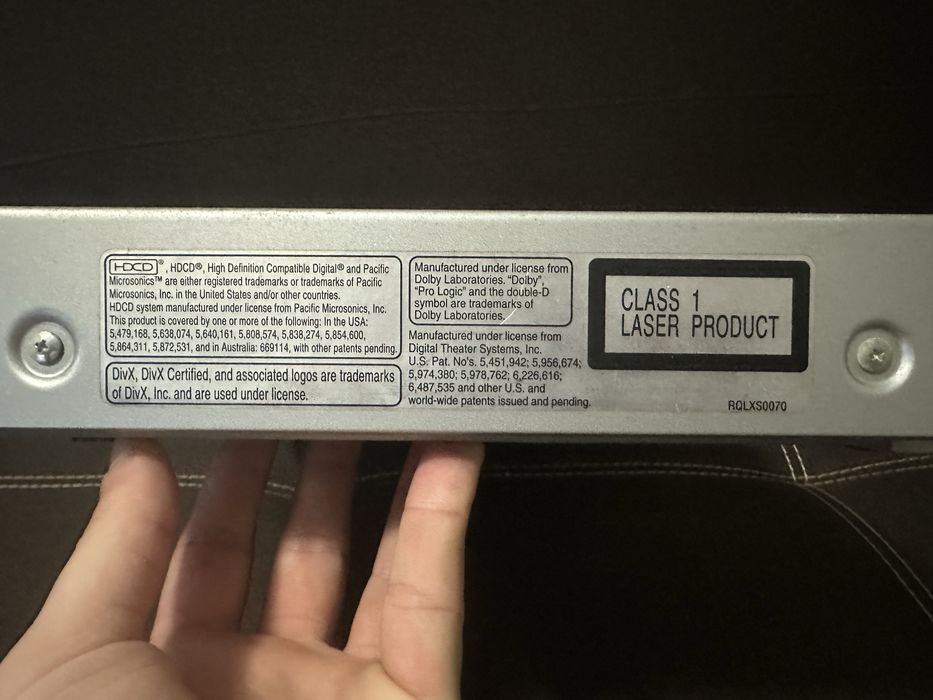 HDCD®, HDCD®, High Definition Compatible Digital® and Pacific
Microsonics™ are either registered trademarks or trademarks of Pacific
Microsonics, Inc. in the United States and/or other countries.
HDCD system manufactured under license from Pacific Microsonics, Inc.
This product is covered by one or more of the following: In the USA:
5,479,168, 5,638,074, 5,640,161, 5,808,574, 5,838,274, 5,854,600,
5,864,311, 5,872,531, and in Australia: 669114, with other patents pending.
DivX, DivX Certified, and associated logos are trademarks
of DivX, Inc. and are used under license.
Manufactured under license from
Dolby Laboratories. "Dolby",
"Pro Logic" and the double-D
symbol are trademarks of
Dolby Laboratories.
Manufactured under license from
Digital Theater Systems, Inc.
U.S. Pat. No's. 5,451,942; 5,956,674;
5,974,380; 5,978,762; 6,226,616;
6,487,535 and other U.S. and
world-wide patents issued and pending.
CLASS 1
LASER PRODUCT
RQLXS0070